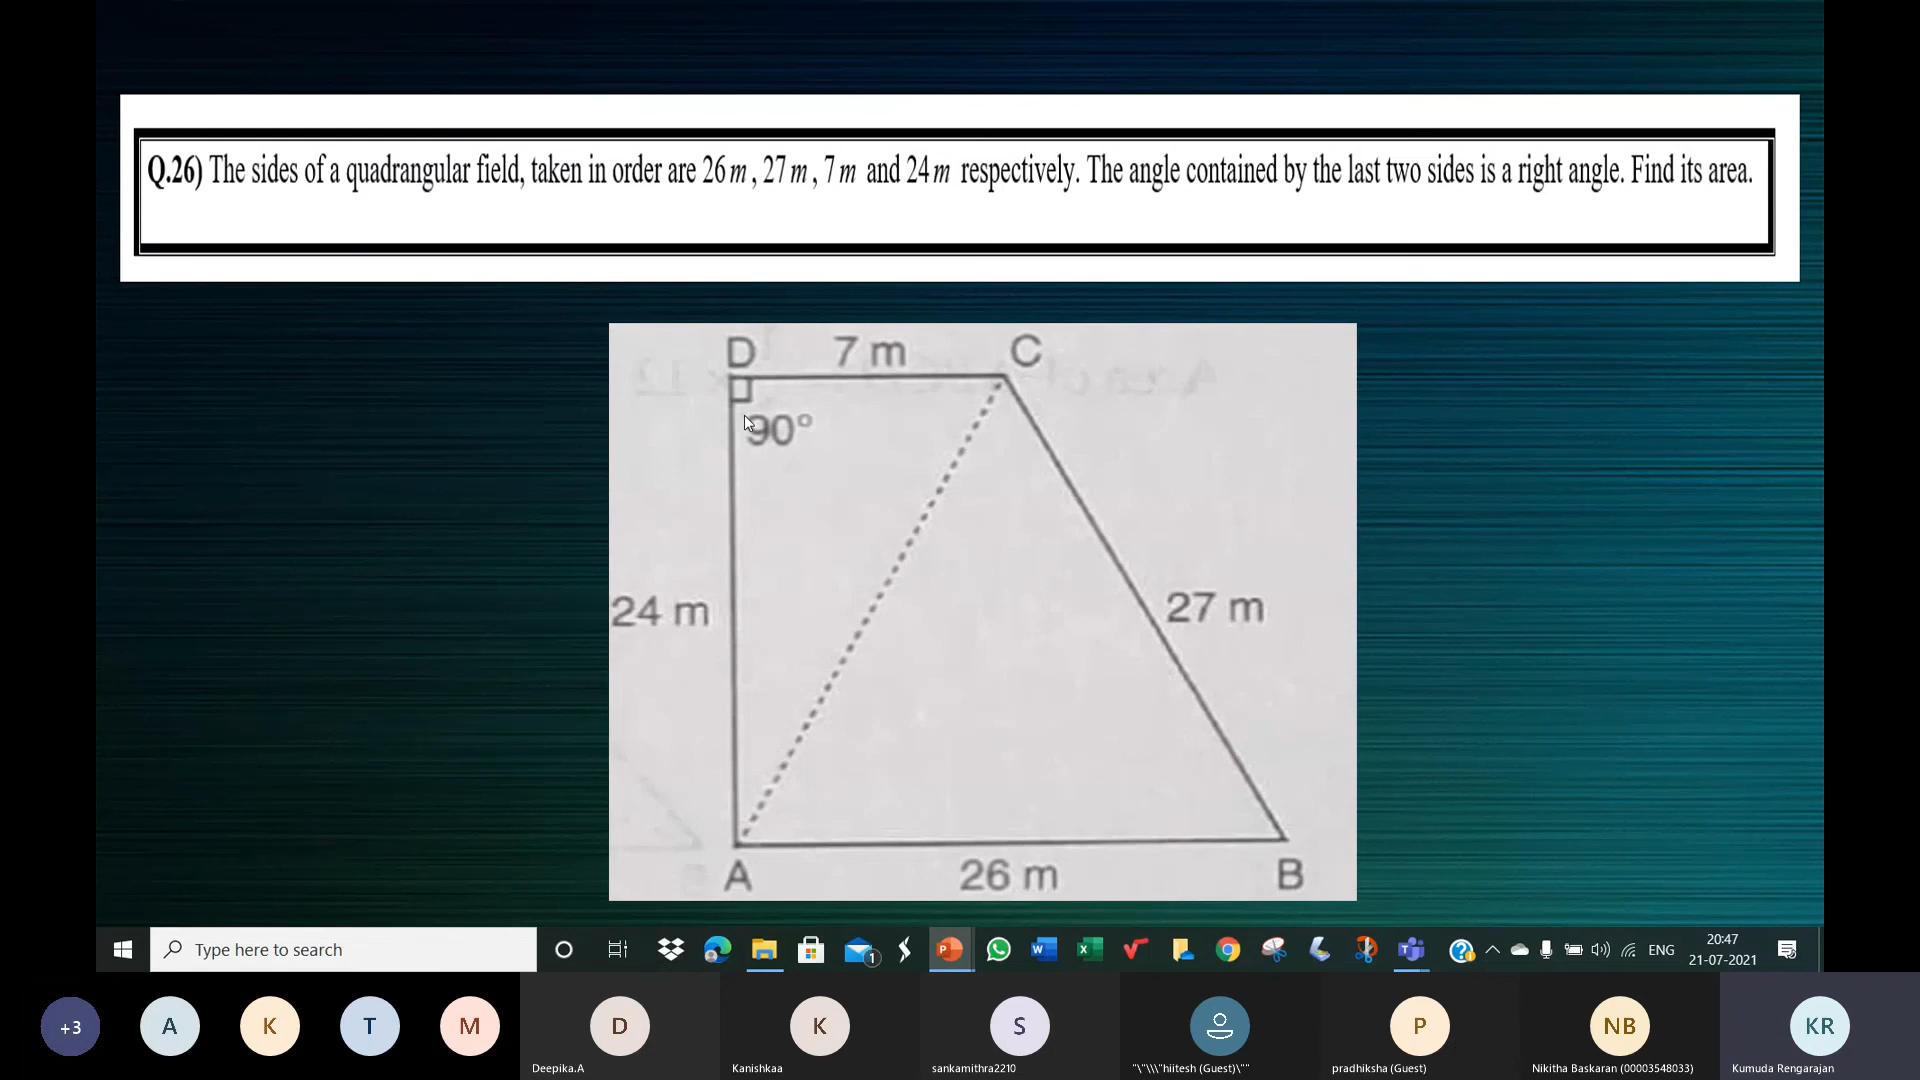 Q.26) The sides of a quadrangular field, taken in order are 26 m, 27 m, 7 m and 24 m respectively. The angle contained by the last two sides is a right angle. Find its area.
D 7 m C
90°
24 m
27 m
A 26 m B
Type here to search
1
ENG
20:47
21-07-2021
+3
A
K
T
M
D
K
S
P
NB
KR
Deepika.A
Kanishkaa
sankamithra2210
"\"\\\"hiitesh (Guest)\""
pradhiksha (Guest)
Nikitha Baskaran (00003548033)
Kumuda Rengarajan